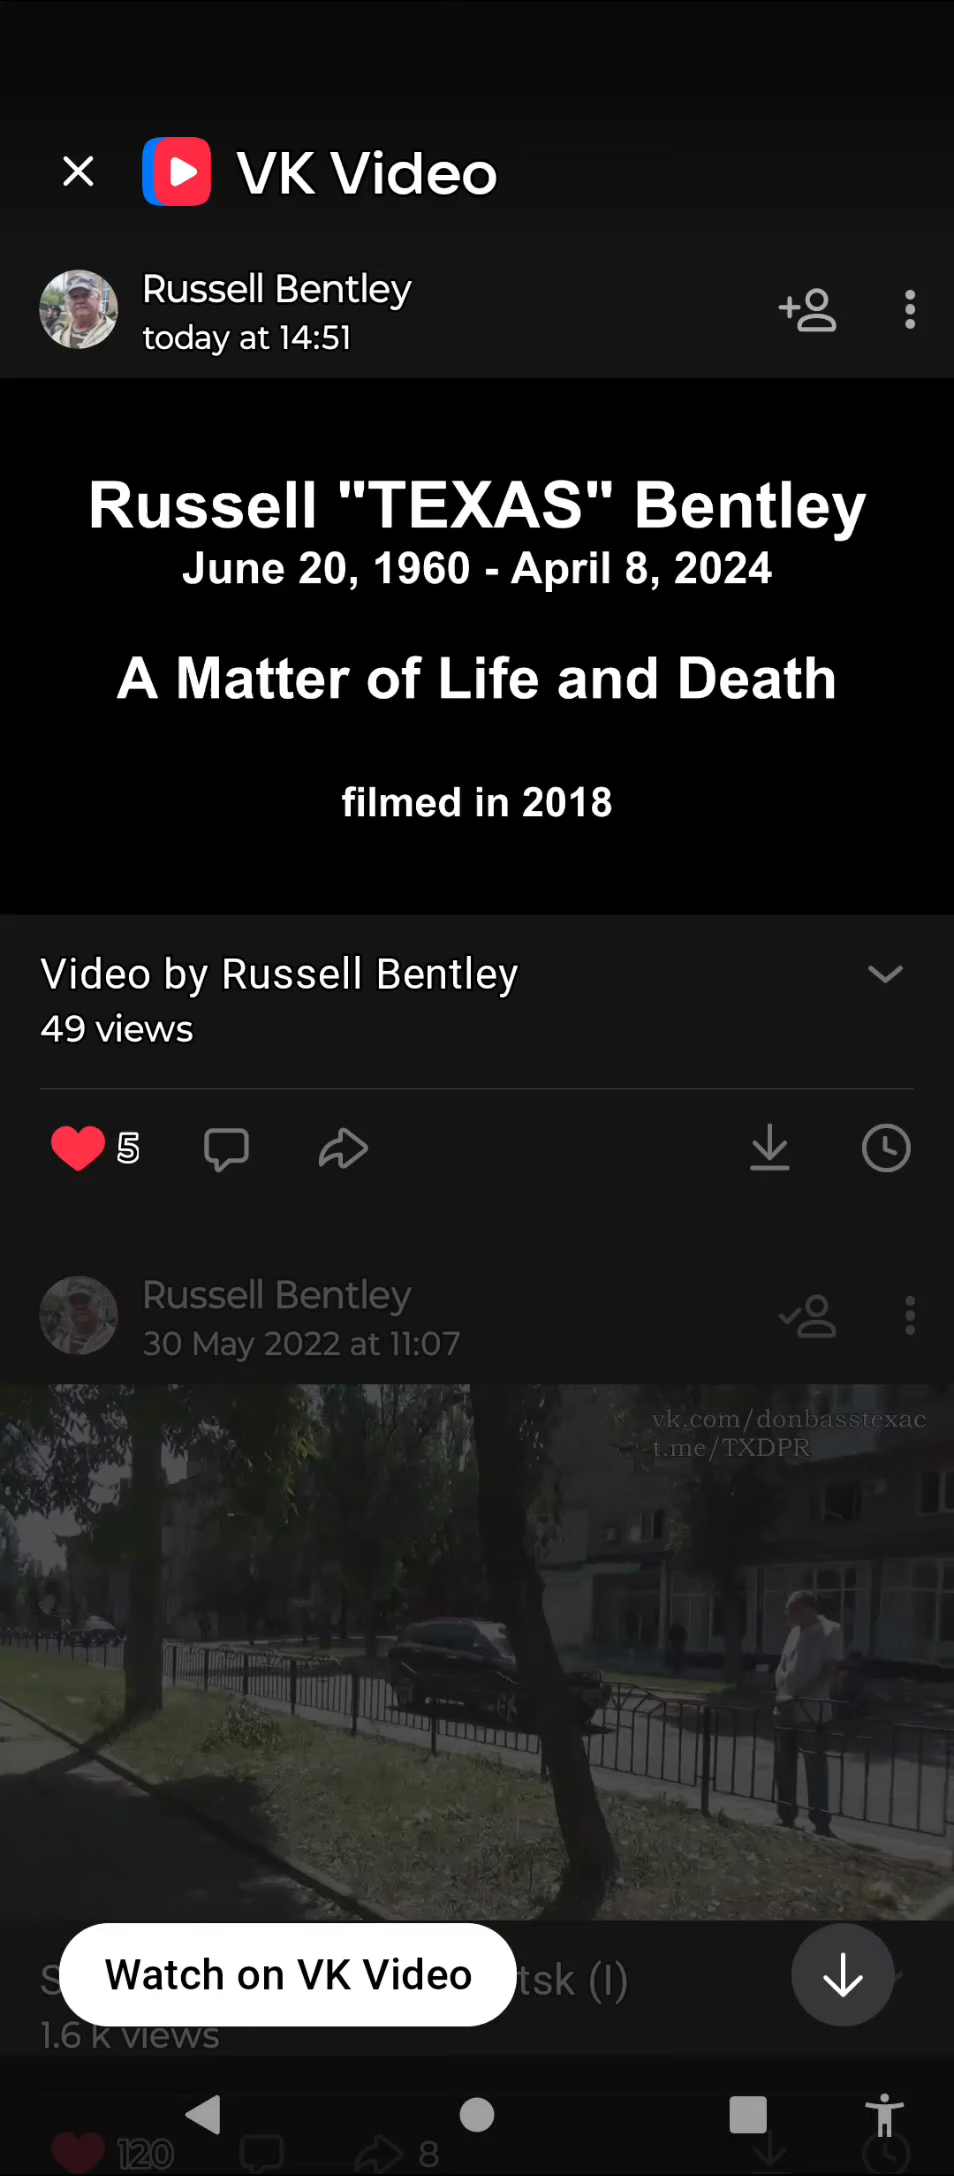 VK Video
Russell Bentley
today at 14:51
Russell "TEXAS" Bentley
June 20, 1960 - April 8, 2024
A Matter of Life and Death
filmed in 2018
Video by Russell Bentley
49 views
5
Russell Bentley
30 May 2022 at 11:07
vk.com/donbasstexac
t.me/TXDPR
Watch on VK Video
tsk (I)
1.6 k views
120
8